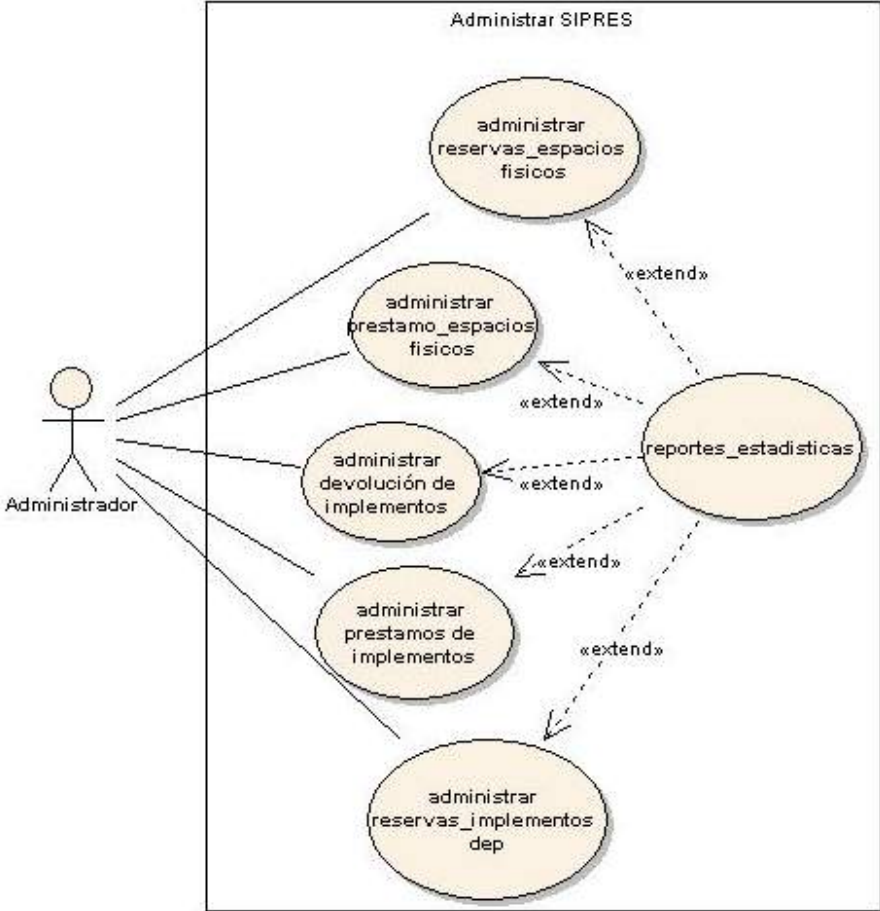 Administrar SIPRES
administrar
reservas_espacios
fisicos
«extend»
administrar
prestamo_espacios
fisicos
«extend»
reportes_estadisticas
administrar
devolución de
implementos
«extend»
Administrador
«extend»
administrar
prestamos de
implementos
«extend»
administrar
reservas_implementos
dep